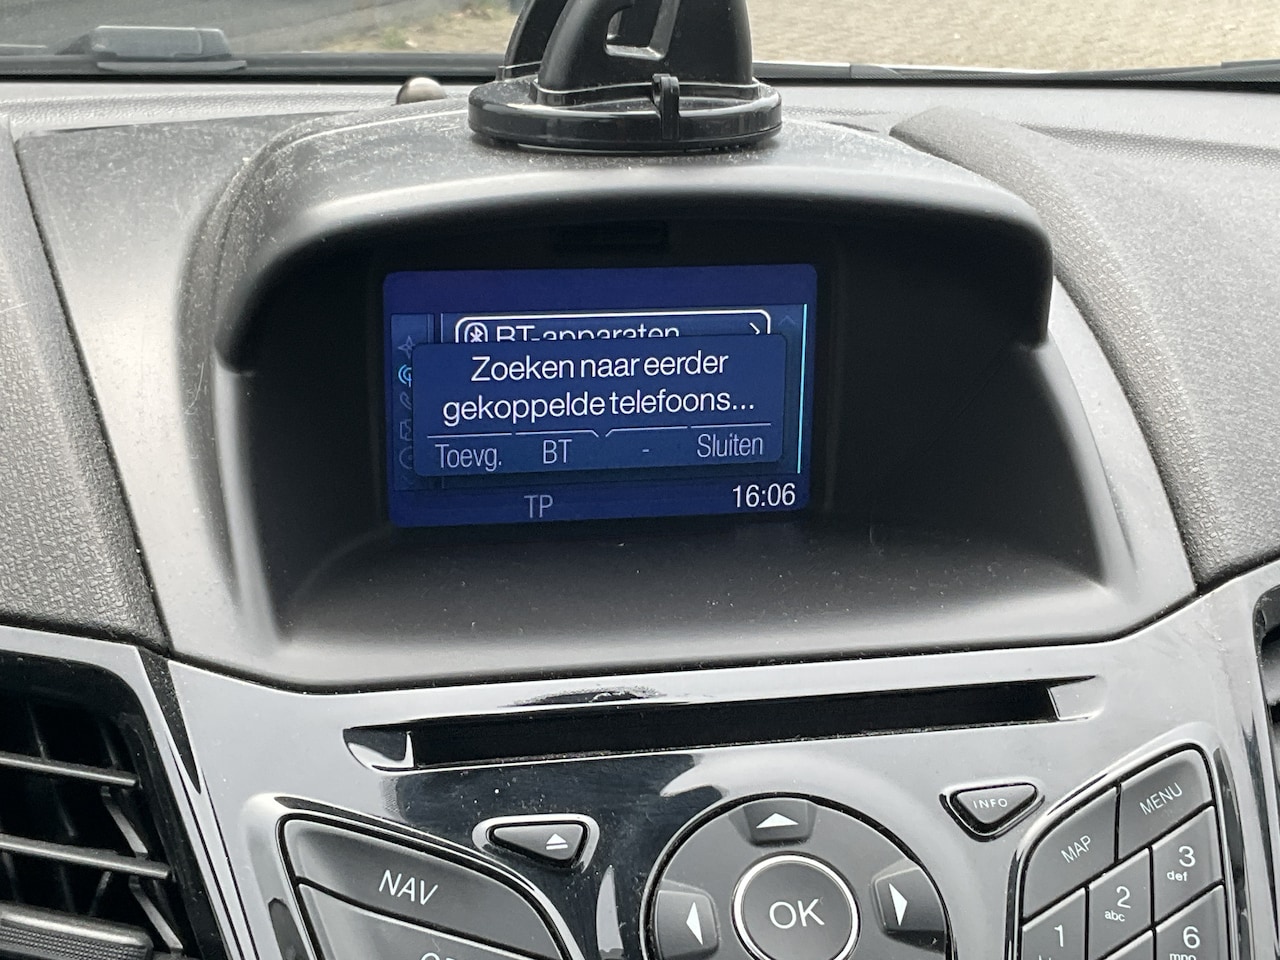 BT-apparaten
Zoeken naar eerder
gekoppelde telefoons...
Toevg. BT - Sluiten
TP 16:06
INFO
MAP MENU
NAV
OK
1
2 abc
3 def
6